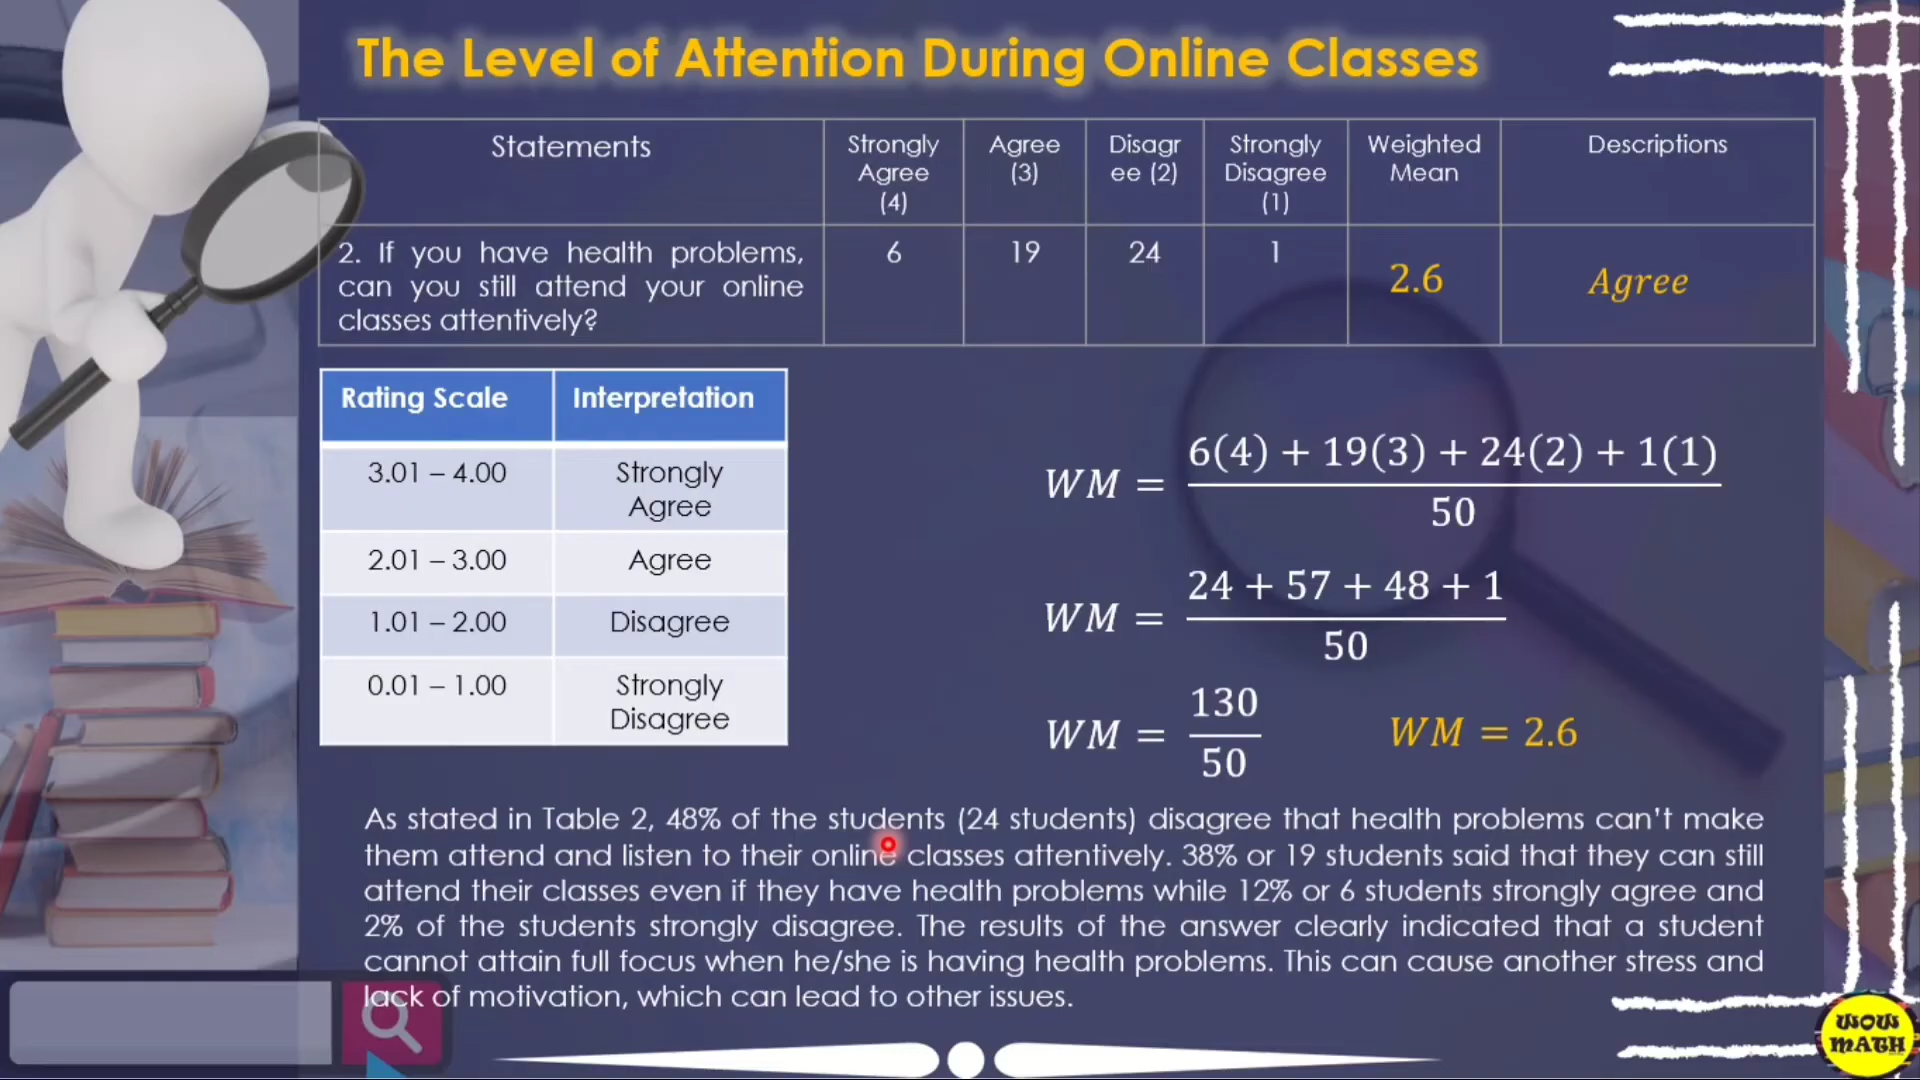 The Level of Attention During Online Classes
Statements
Strongly
Agree
(4)
Agree
(3)
Disagr
ee (2)
Strongly
Disagree
(1)
Weighted
Mean
Descriptions
2. If you have health problems,
can you still attend your online
classes attentively?
6
19
24
1
2.6
Agree
Rating Scale
Interpretation
3.01 – 4.00
Strongly
Agree
2.01 – 3.00
Agree
1.01 – 2.00
Disagree
0.01 – 1.00
Strongly
Disagree
WM = 6(4) + 19(3) + 24(2) + 1(1)
50
WM = 24 + 57 + 48 + 1
50
WM = 130
50
WM = 2.6
As stated in Table 2, 48% of the students (24 students) disagree that health problems can't make
them attend and listen to their online classes attentively. 38% or 19 students said that they can still
attend their classes even if they have health problems while 12% or 6 students strongly agree and
2% of the students strongly disagree. The results of the answer clearly indicated that a student
cannot attain full focus when he/she is having health problems. This can cause another stress and
lack of motivation, which can lead to other issues.
WOW
MATH